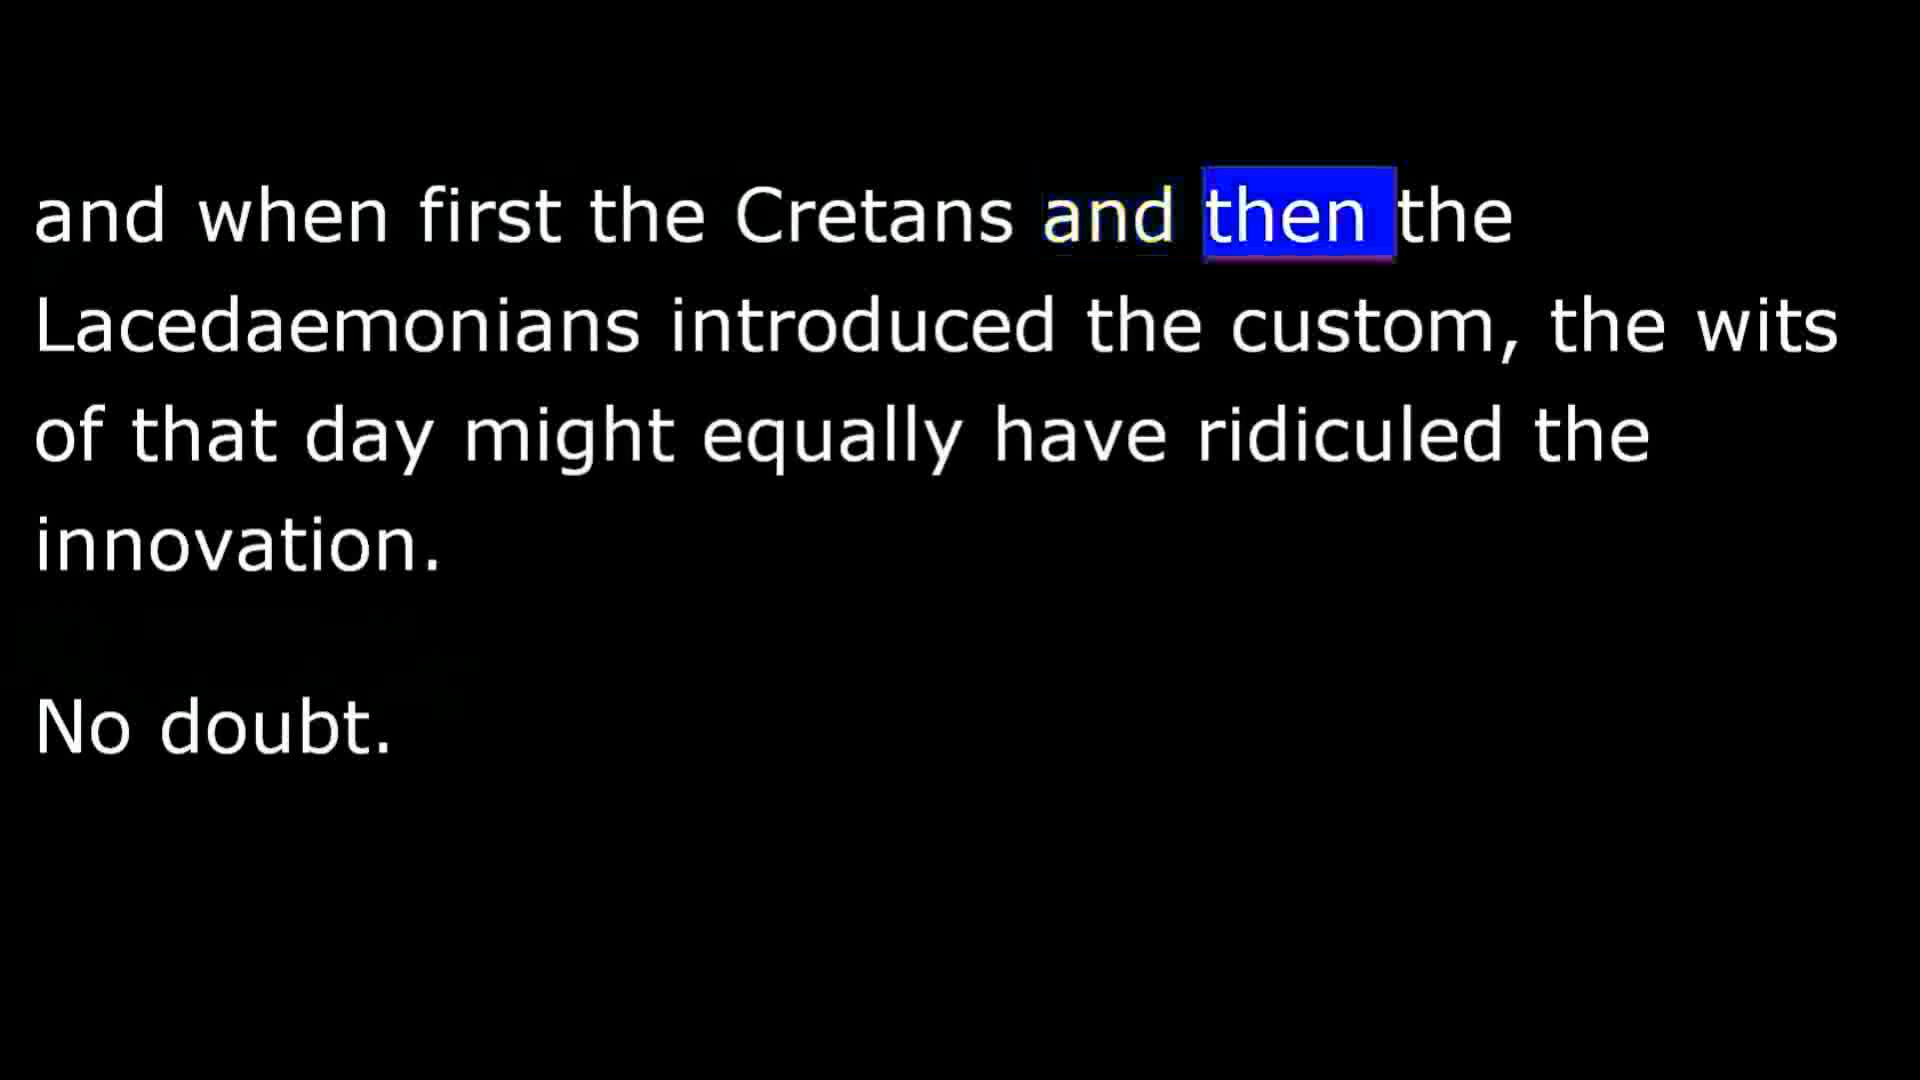 and when first the Cretans and then the
Lacedaemonians introduced the custom, the wits
of that day might equally have ridiculed the
innovation.
No doubt.